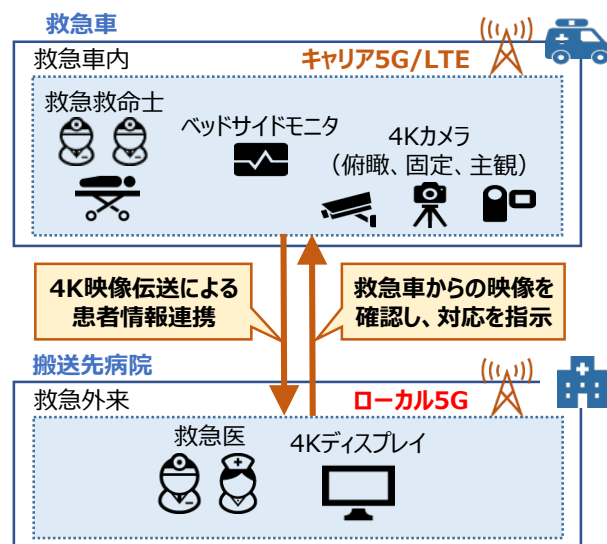 救急車
救急車内
キャリア5G/LTE
救急救命士
ベッドサイドモニタ
4Kカメラ
（俯瞰、固定、主観）
4K映像伝送による
患者情報連携
救急車からの映像を
確認し、対応を指示
搬送先病院
救急外来
ローカル5G
救急医
4Kディスプレイ